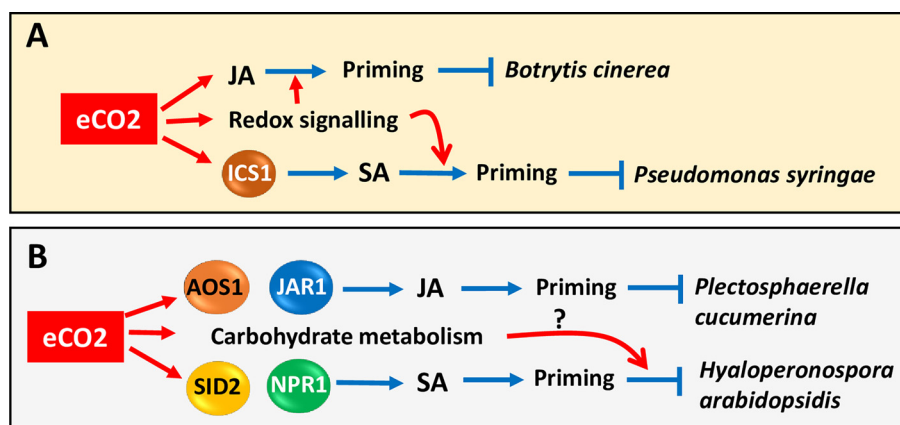 A
JA Priming Botrytis cinerea
eCO2 Redox signalling
ICS1 SA Priming Pseudomonas syringae
B
AOS1 JAR1 JA Priming Plectosphaerella
cucumerina
?
eCO2 Carbohydrate metabolism
SID2 NPR1 SA Priming Hyaloperonospora
arabidopsidis